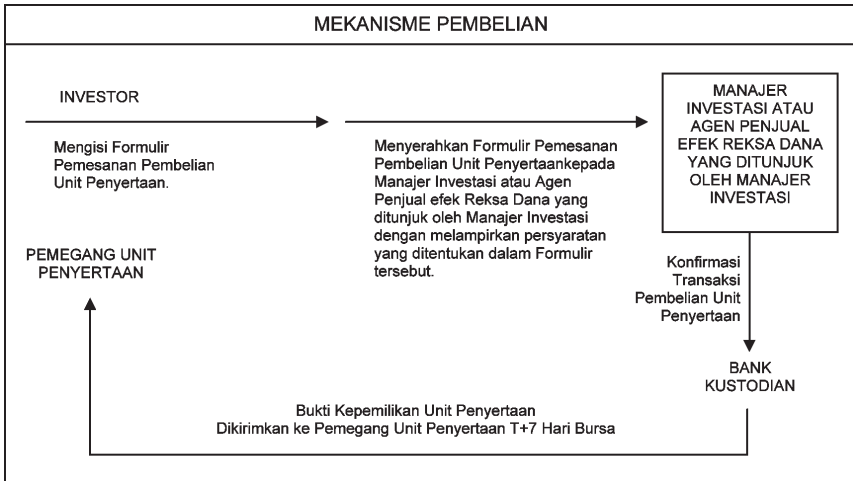 MEKANISME PEMBELIAN
INVESTOR
Mengisi Formulir
Pemesanan Pembelian
Unit Penyertaan.
Menyerahkan Formulir Pemesanan
Pembelian Unit Penyertaankepada
Manajer Investasi atau Agen
Penjual efek Reksa Dana yang
ditunjuk oleh Manajer Investasi
dengan melampirkan persyaratan
yang ditentukan dalam Formulir
tersebut.
MANAJER
INVESTASI ATAU
AGEN PENJUAL
EFEK REKSA DANA
YANG DITUNJUK
OLEH MANAJER
INVESTASI
Konfirmasi
Transaksi
Pembelian Unit
Penyertaan
BANK
KUSTODIAN
Bukti Kepemilikan Unit Penyertaan
Dikirimkan ke Pemegang Unit Penyertaan T+7 Hari Bursa
PEMEGANG UNIT
PENYERTAAN